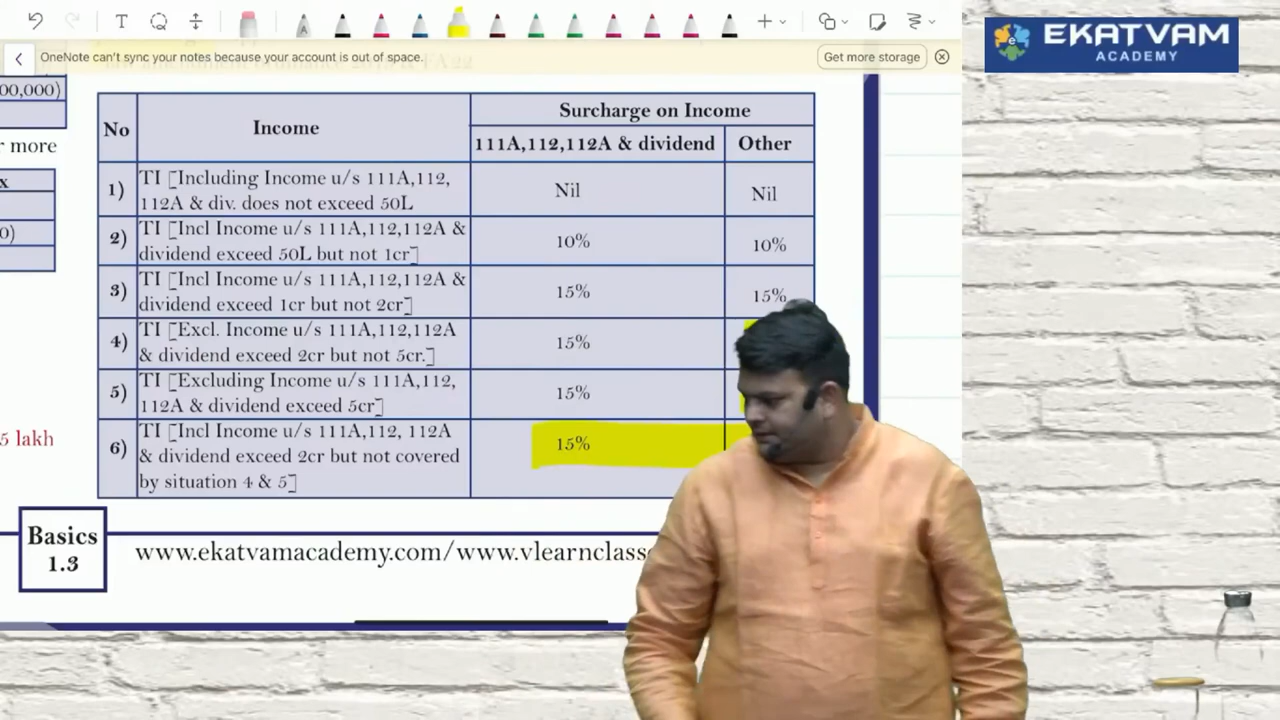 EKATVAM
ACADEMY
OneNote can't sync your notes because your account is out of space.
Get more storage
00,000)
r more
x
0)
5 lakh
No
Income
Surcharge on Income
111A,112,112A & dividend
Other
1)
TI [Including Income u/s 111A,112,
112A & div. does not exceed 50L
Nil
Nil
2)
TI [Incl Income u/s 111A,112,112A &
dividend exceed 50L but not 1cr]
10%
10%
3)
TI [Incl Income u/s 111A,112,112A &
dividend exceed 1cr but not 2cr]
15%
15%
4)
TI [Excl. Income u/s 111A,112,112A
& dividend exceed 2cr but not 5cr.]
15%
5)
TI [Excluding Income u/s 111A,112,
112A & dividend exceed 5cr]
15%
6)
TI [Incl Income u/s 111A,112, 112A
& dividend exceed 2cr but not covered
by situation 4 & 5]
15%
Basics
1.3
www.ekatvamacademy.com/www.vlearnclasse